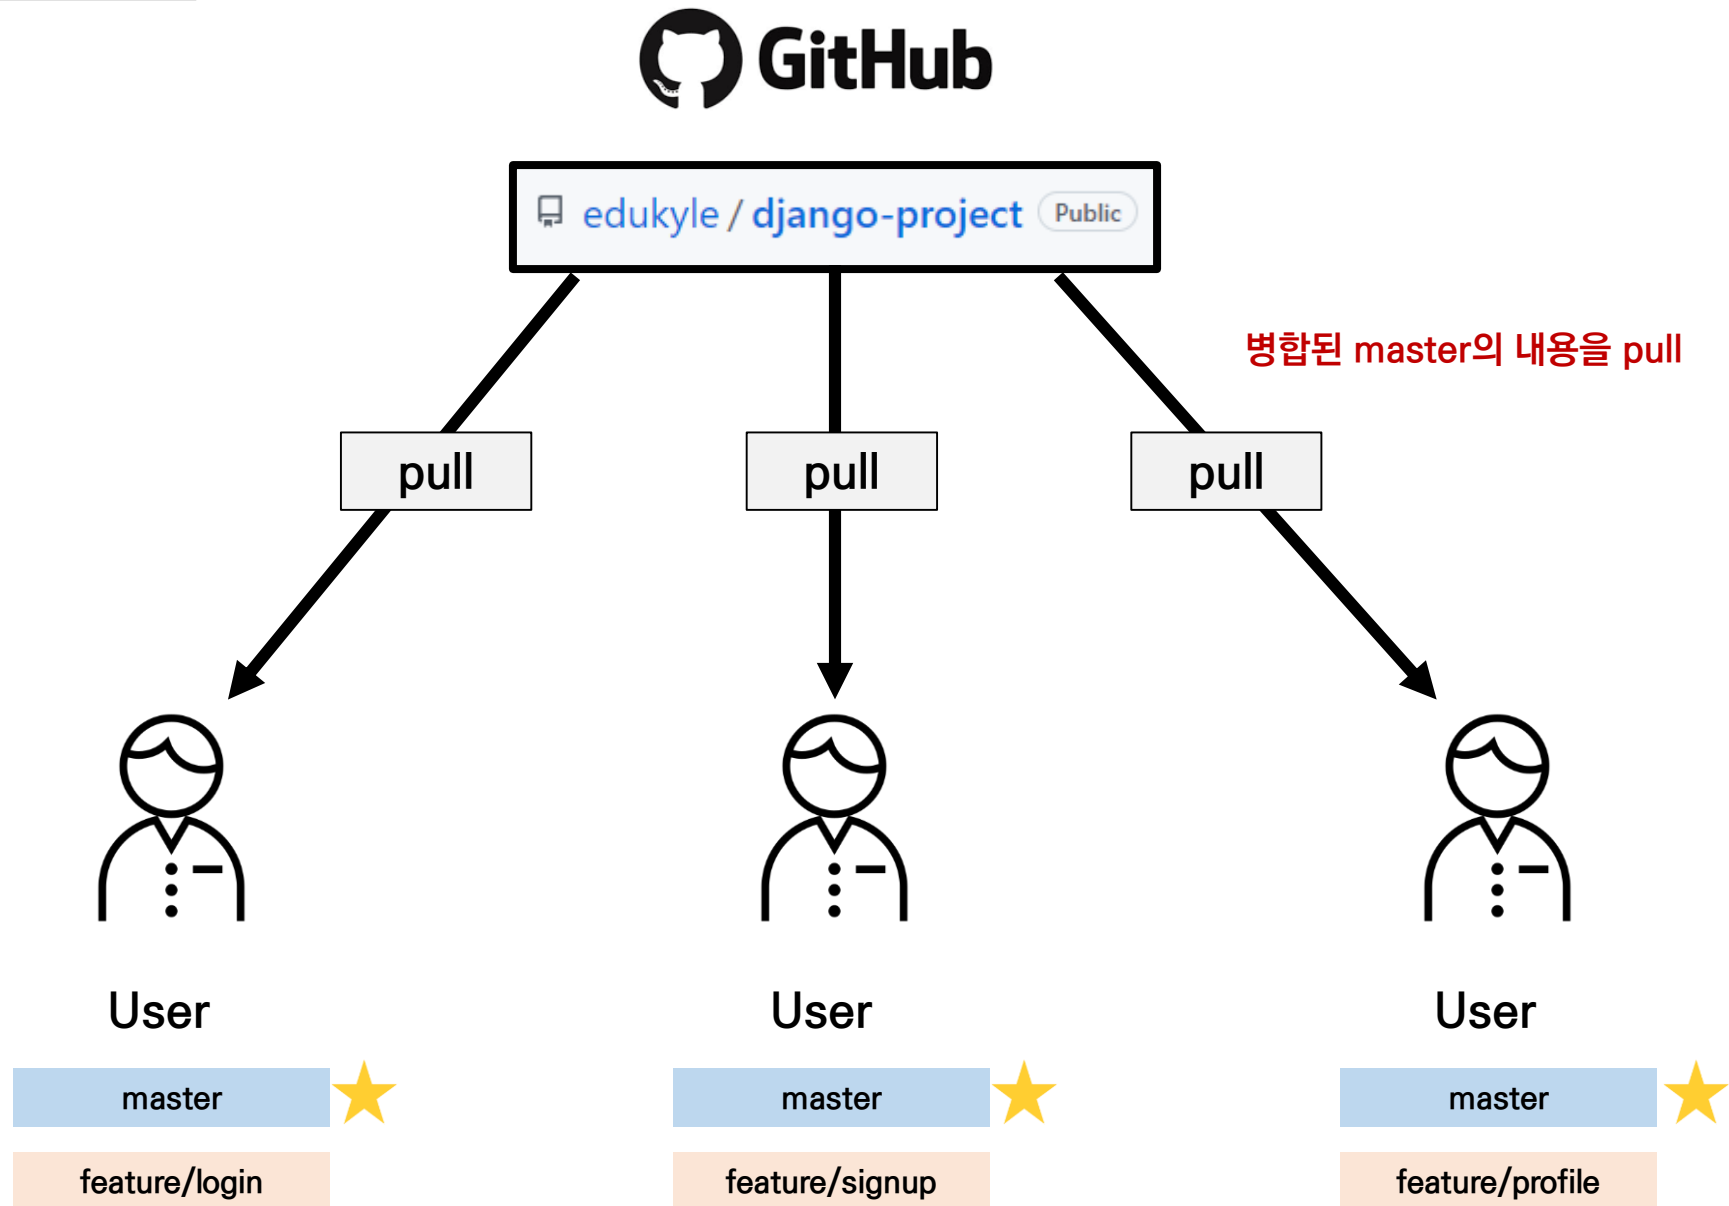 GitHub
edukyle / django-project Public
병합된 master의 내용을 pull
pull pull pull
User User User
master master master
feature/login feature/signup feature/profile